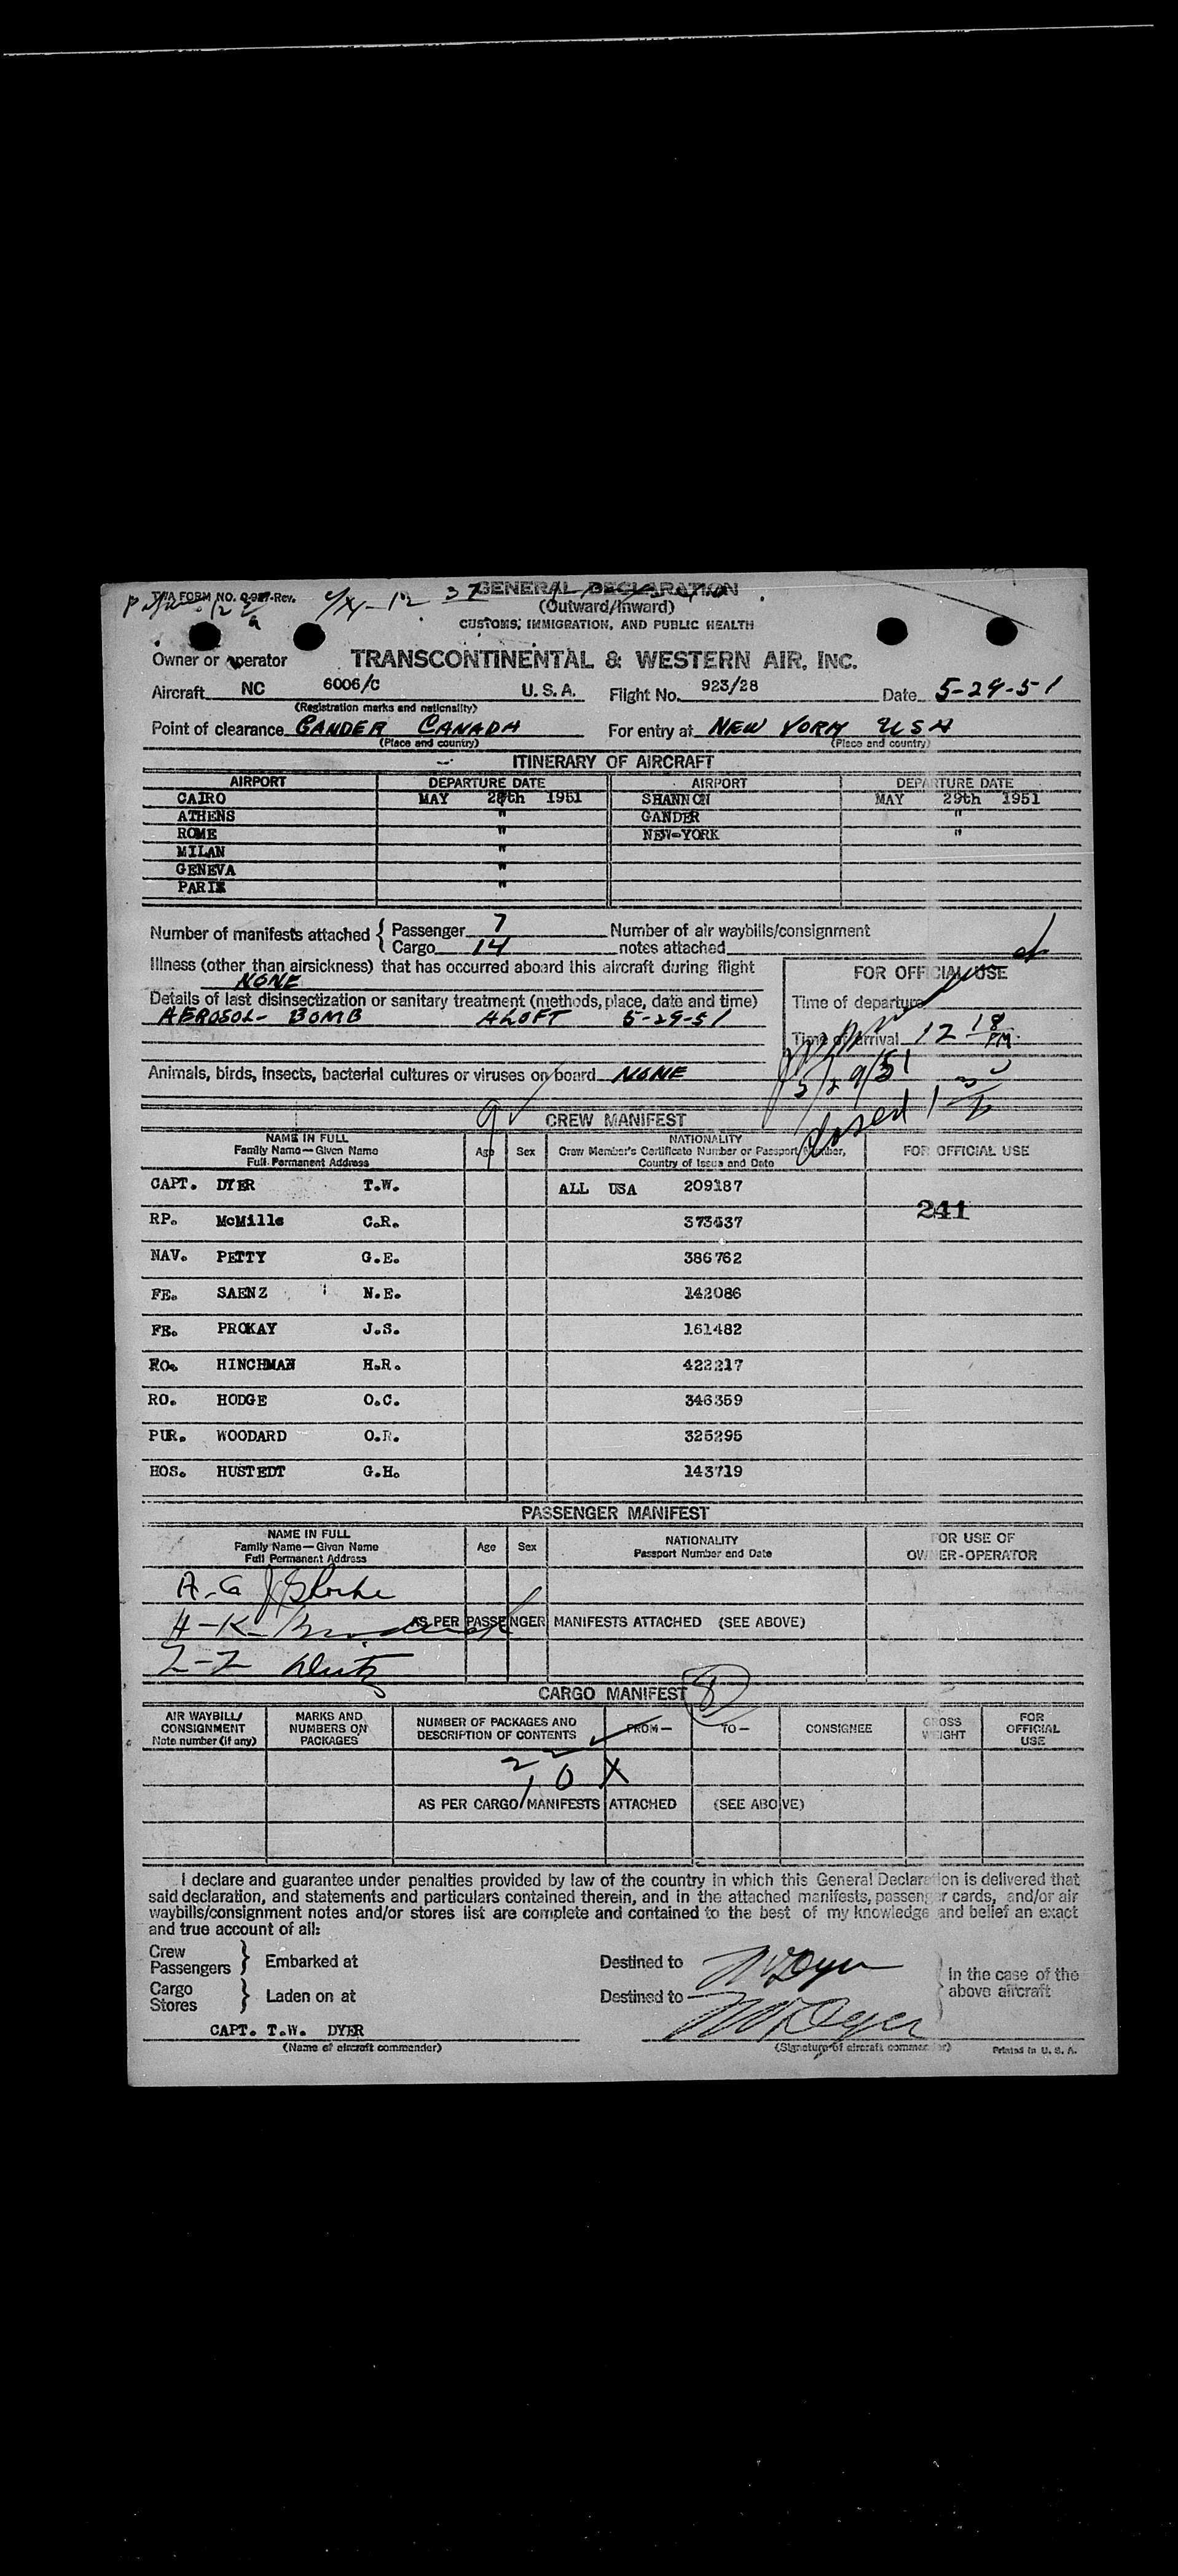 TWA FORM NO. Rev. 37 GENERAL DECLARATION
(Outward/Inward)
CUSTOMS, IMMIGRATION, AND PUBLIC HEALTH
Owner or operator TRANSCONTINENTAL & WESTERN AIR, INC.
Aircraft NC 6006/C U. S. A. Flight No. 923/28 Date 5-29-51
(Registration marks and nationality)
Point of clearance GANDER CANADA For entry at NEW YORK USA
(Place and country) (Place and country)
ITINERARY OF AIRCRAFT
AIRPORT DEPARTURE DATE AIRPORT DEPARTURE DATE
CAIRO MAY 28th 1951 SHANNON MAY 29th 1951
ATHENS " GANDER "
ROME " NEW-YORK "
MILAN "
GENEVA "
PARIS "
Number of manifests attached { Passenger 7 Number of air waybills/consignment
Cargo 14 notes attached
Illness (other than airsickness) that has occurred aboard this aircraft during flight
NONE
FOR OFFICIAL USE
Details of last disinsectization or sanitary treatment (methods, place, date and time)
AEROSOL- BOMB ALOFT 5-29-51
Time of departure
Time of arrival 12 18 PM.
5/29/51
Animals, birds, insects, bacterial cultures or viruses on board NONE
closed 1
9 CREW MANIFEST
NAME IN FULL NATIONALITY
Family Name—Given Name Age Sex Crew Member's Certificate Number or Passport Number, FOR OFFICIAL USE
Full Permanent Address Country of Issue and Date
CAPT. DYER T.W. ALL USA 209187
241
RP. McMills C.R. 373437
NAV. PETTY G.E. 386762
FE. SAENZ N.E. 142086
FE. PROKAY J.S. 161482
RO. HINCHMAN H.R. 422217
RO. HODGE O.C. 346359
PUR. WOODARD O.R. 325295
HOS. HUSTEDT G.H. 143719
PASSENGER MANIFEST
NAME IN FULL
Family Name—Given Name Age Sex NATIONALITY FOR USE OF
Full Permanent Address Passport Number and Date OWNER-OPERATOR
A-G
H-K- AS PER PASSENGER MANIFESTS ATTACHED (SEE ABOVE)
L-Z
CARGO MANIFEST 8
AIR WAYBILL/ MARKS AND NUMBER OF PACKAGES AND FROM— TO— CONSIGNEE GROSS FOR
CONSIGNMENT NUMBERS ON DESCRIPTION OF CONTENTS WEIGHT OFFICIAL
Note number (if any) PACKAGES USE
10 X
AS PER CARGO MANIFESTS ATTACHED (SEE ABOVE)
I declare and guarantee under penalties provided by law of the country in which this General Declaration is delivered that
said declaration, and statements and particulars contained therein, and in the attached manifests, passenger cards, and/or air
waybills/consignment notes and/or stores list are complete and contained to the best of my knowledge and belief an exact
and true account of all:
Crew
Passengers } Embarked at Destined to TWDyer In the case of the
Cargo above aircraft
Stores } Laden on at Destined to TWDyer
CAPT. T.W. DYER
(Name of aircraft commander) (Signature of aircraft commander) Printed in U. S. A.